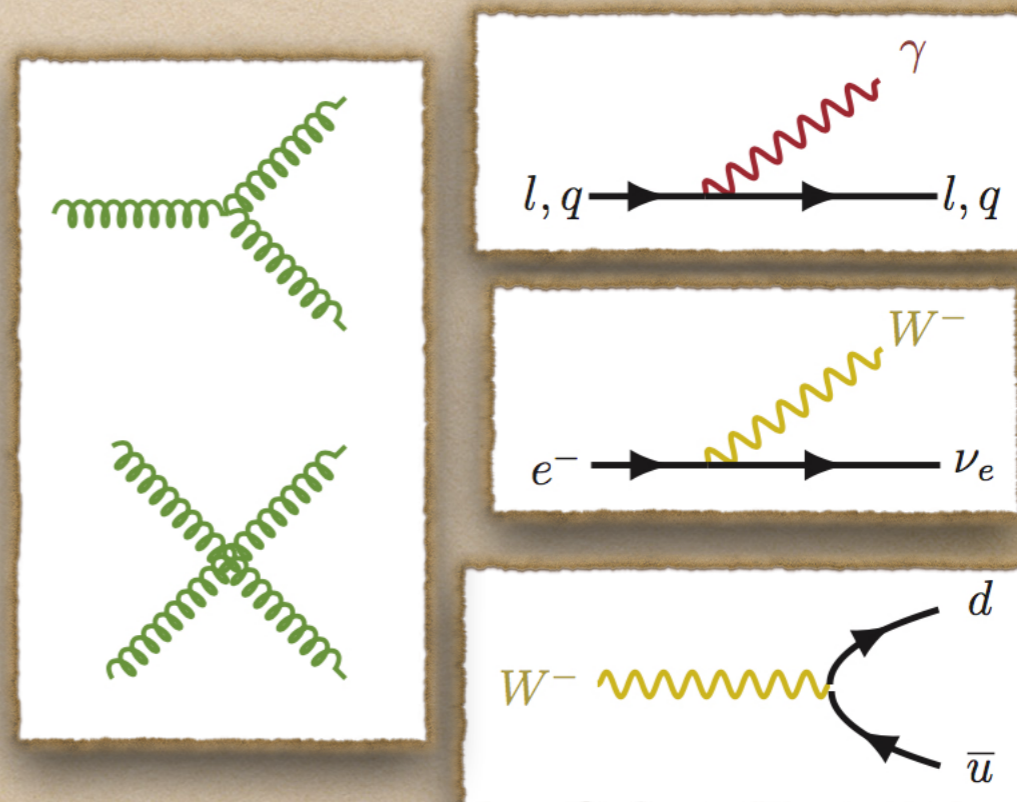 γ
l, q l, q
W⁻
e⁻ νₑ
d
W⁻
u̅